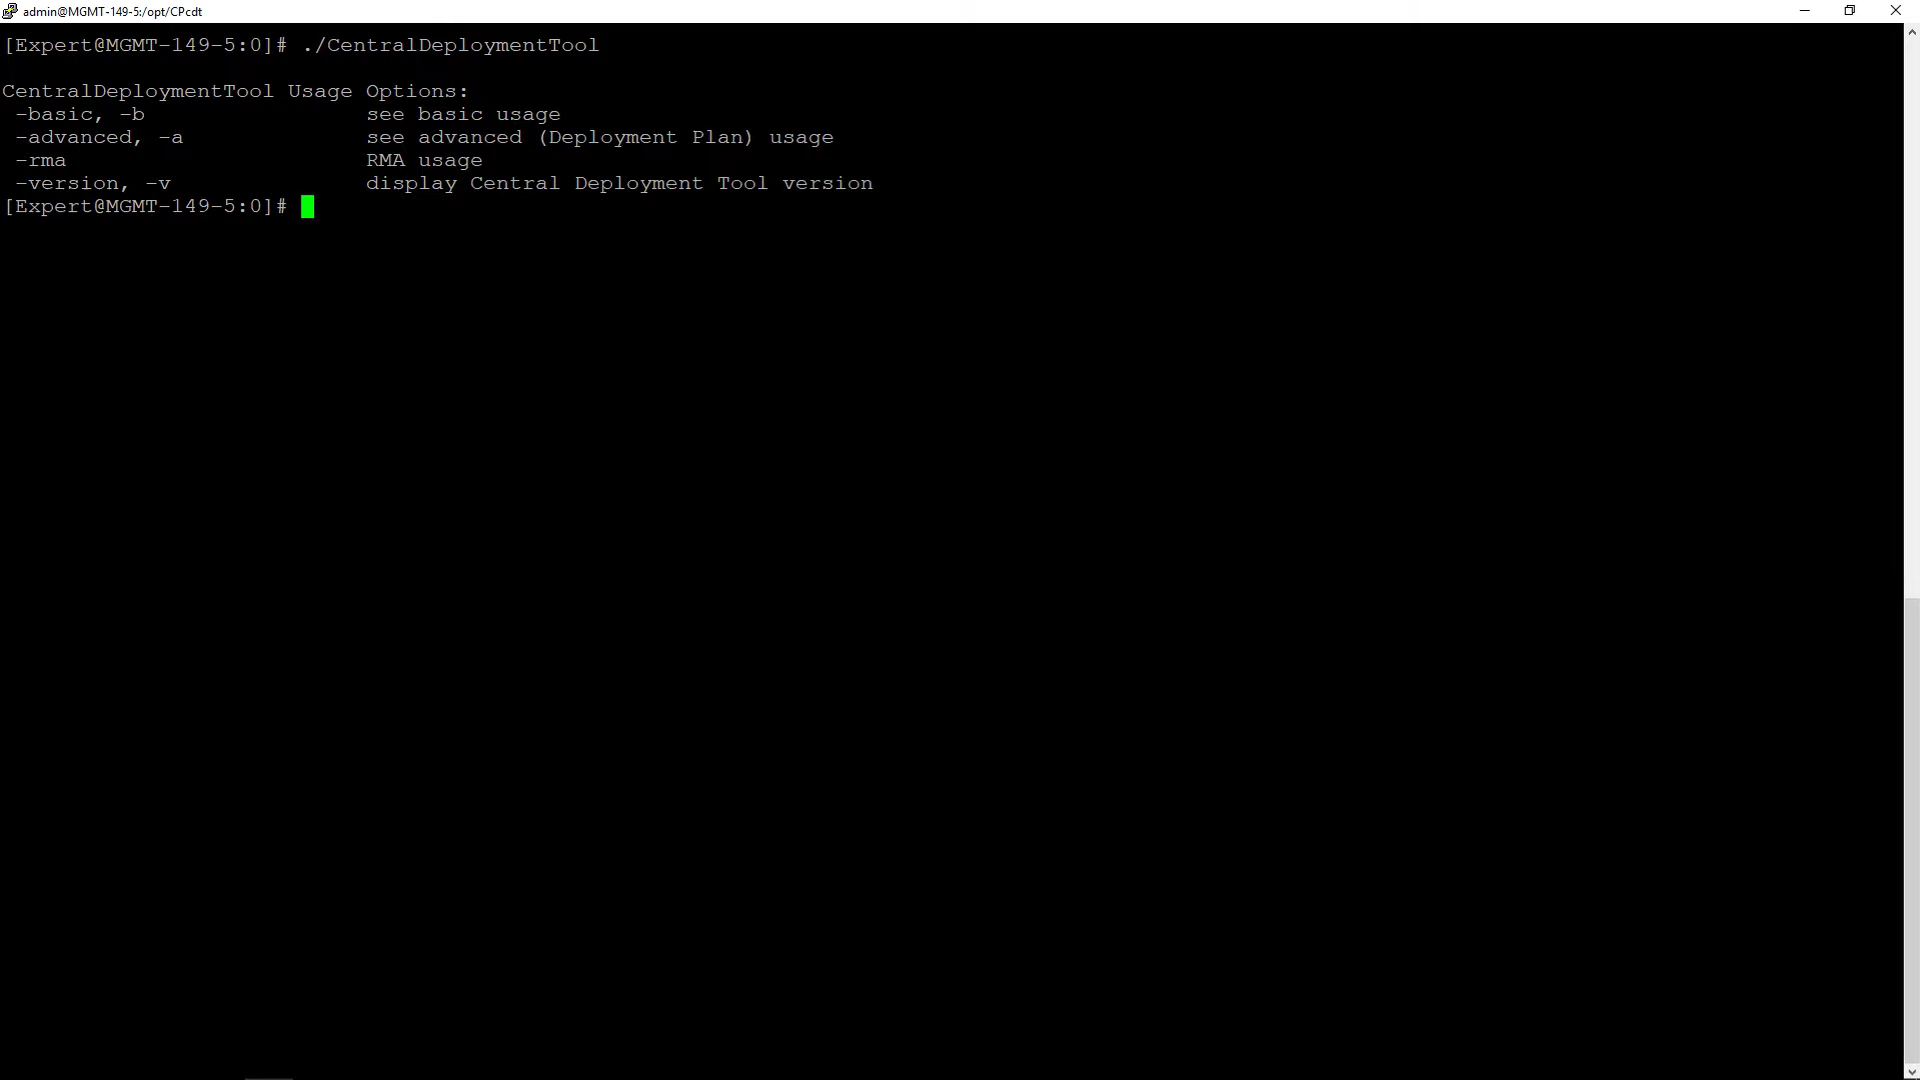 admin@MGMT-149-5:/opt/CPcdt
[Expert@MGMT-149-5:0]# ./CentralDeploymentTool
CentralDeploymentTool Usage Options:
-basic, -b see basic usage
-advanced, -a see advanced (Deployment Plan) usage
-rma RMA usage
-version, -v display Central Deployment Tool version
[Expert@MGMT-149-5:0]#